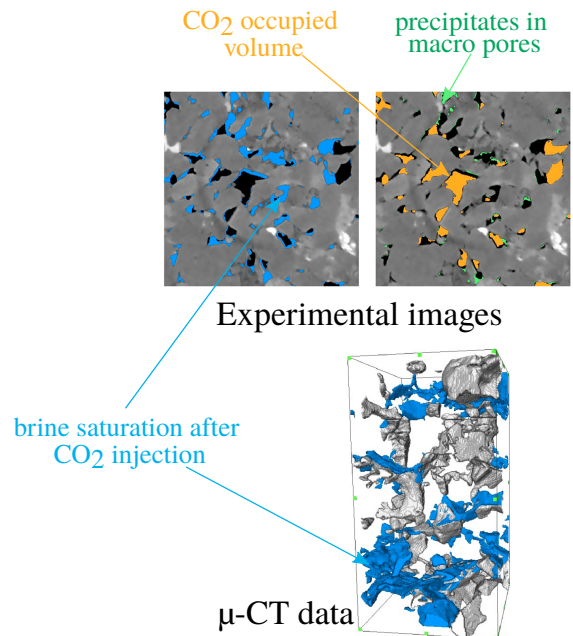 CO2 occupied
volume
precipitates in
macro pores
Experimental images
brine saturation after
CO2 injection
μ-CT data